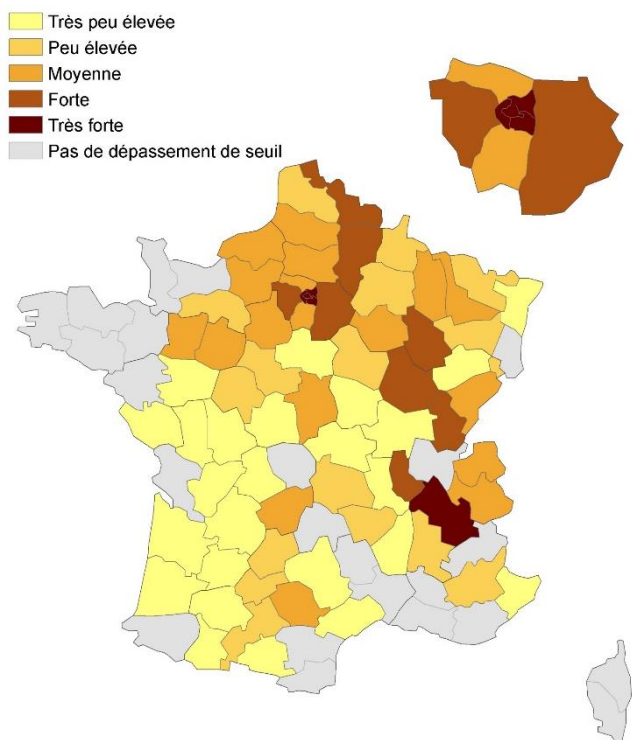 Très peu élevée
Peu élevée
Moyenne
Forte
Très forte
Pas de dépassement de seuil